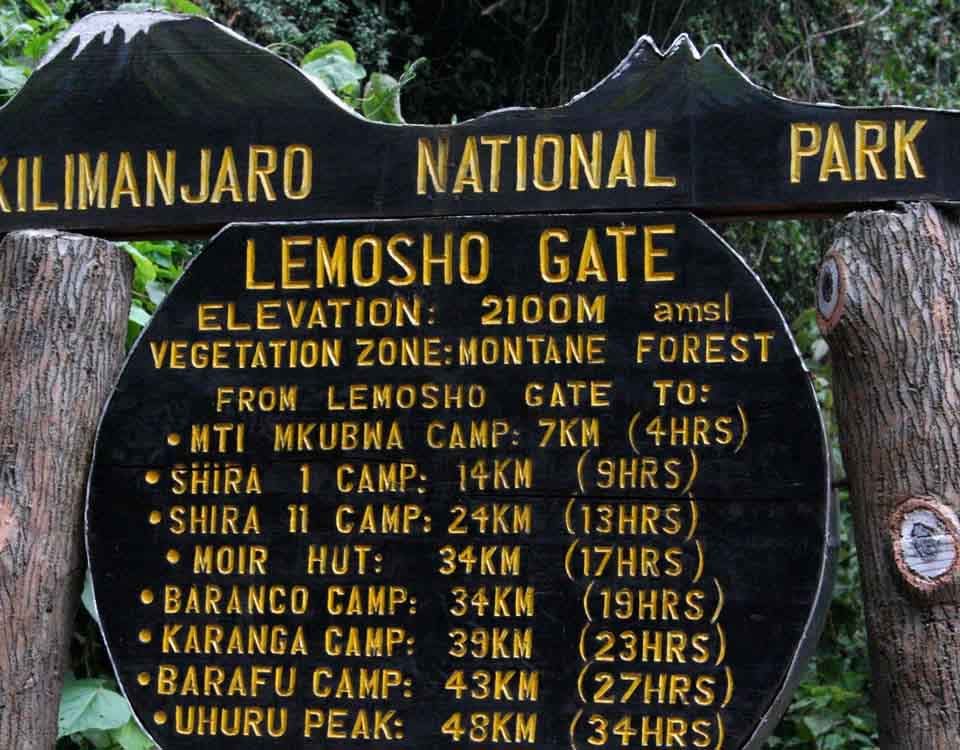 KILIMANJARO NATIONAL PARK
LEMOSHO GATE
ELEVATION: 2100M amsl
VEGETATION ZONE: MONTANE FOREST
FROM LEMOSHO GATE TO:
• MTI MKUBWA CAMP: 7KM (4HRS)
• SHIRA 1 CAMP: 14KM (9HRS)
• SHIRA 11 CAMP: 24KM (13HRS)
• MOIR HUT: 34KM (17HRS)
• BARANCO CAMP: 34KM (19HRS)
• KARANGA CAMP: 39KM (23HRS)
• BARAFU CAMP: 43KM (27HRS)
• UHURU PEAK: 48KM (34HRS)